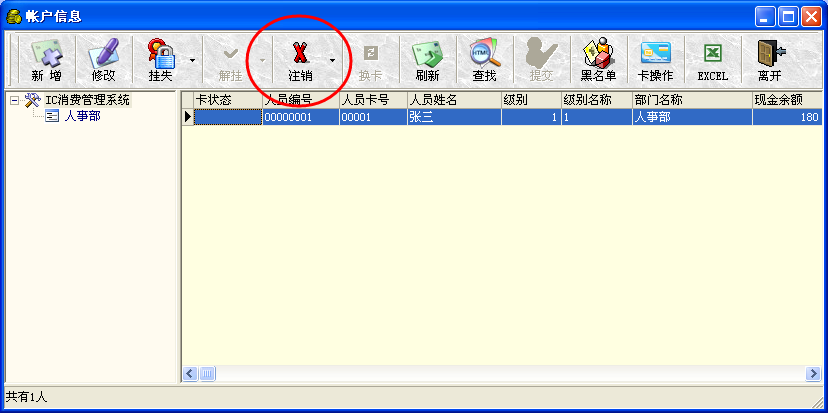 帐户信息
新 增 修改 挂失 解挂 注销 换卡 刷新 查找 提交 黑名单 卡操作 EXCEL 离开
IC消费管理系统
人事部
卡状态 人员编号 人员卡号 人员姓名 级别 级别名称 部门名称 现金余额
00000001 00001 张三 1 1 人事部 180
共有1人